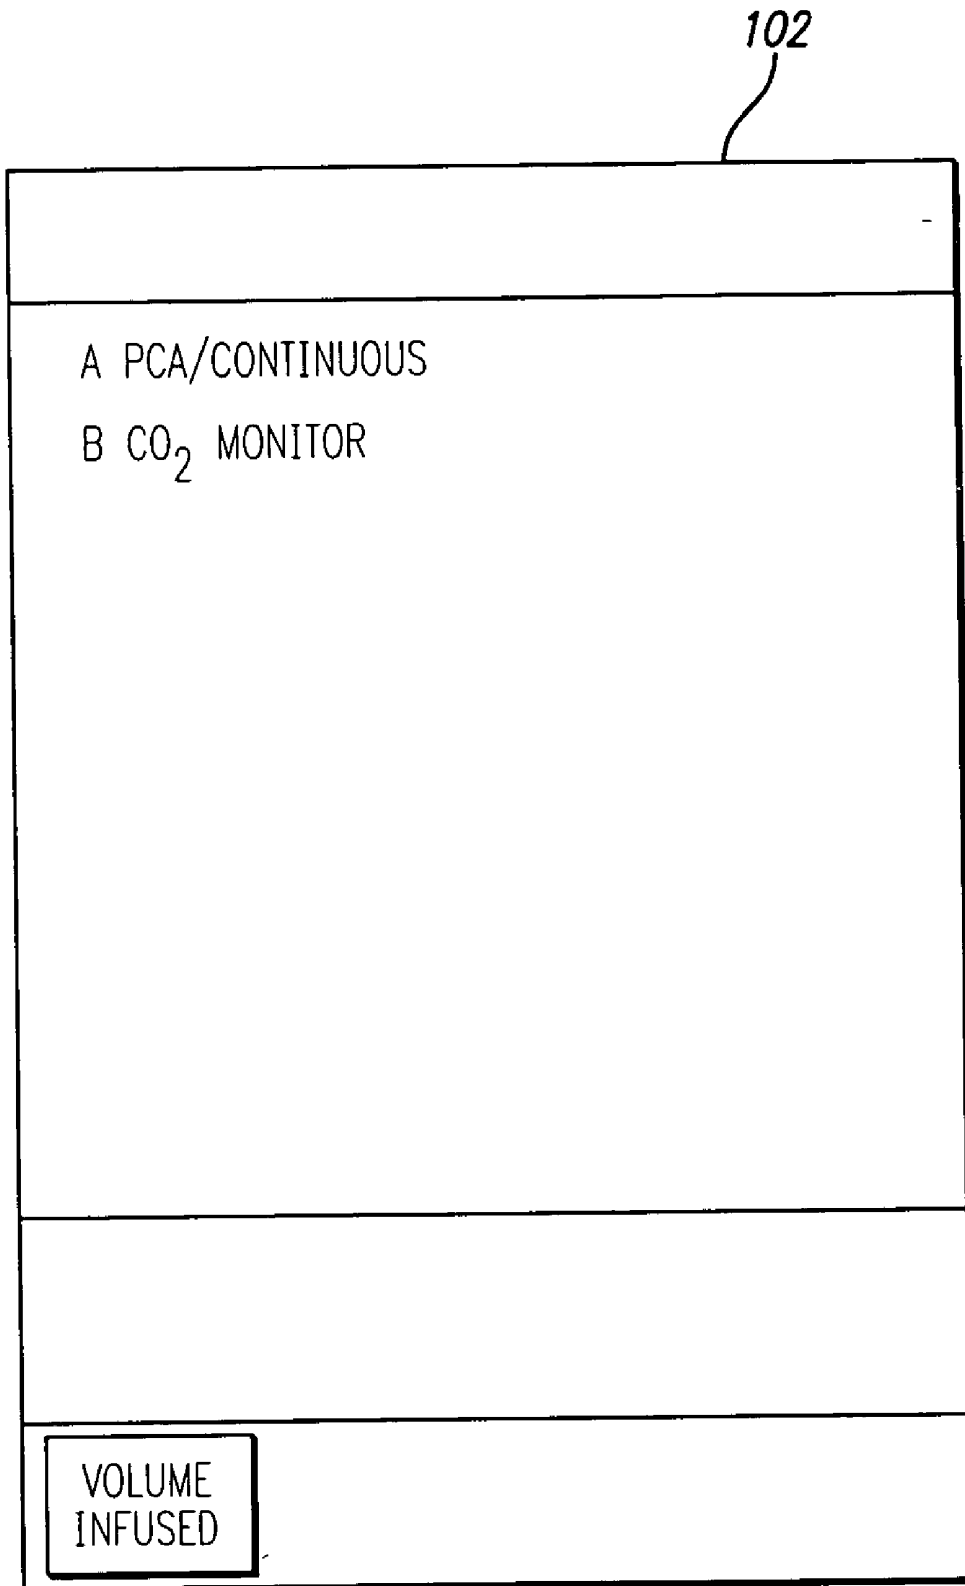 102
A PCA/CONTINUOUS
B CO₂ MONITOR
VOLUME
INFUSED